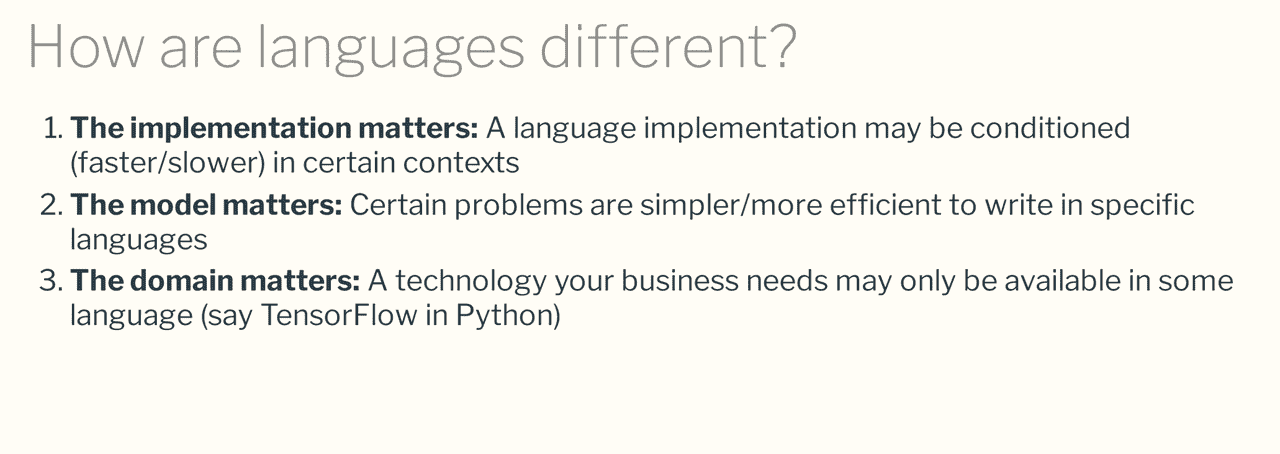 How are languages different?
1. The implementation matters: A language implementation may be conditioned
(faster/slower) in certain contexts
2. The model matters: Certain problems are simpler/more efficient to write in specific
languages
3. The domain matters: A technology your business needs may only be available in some
language (say TensorFlow in Python)